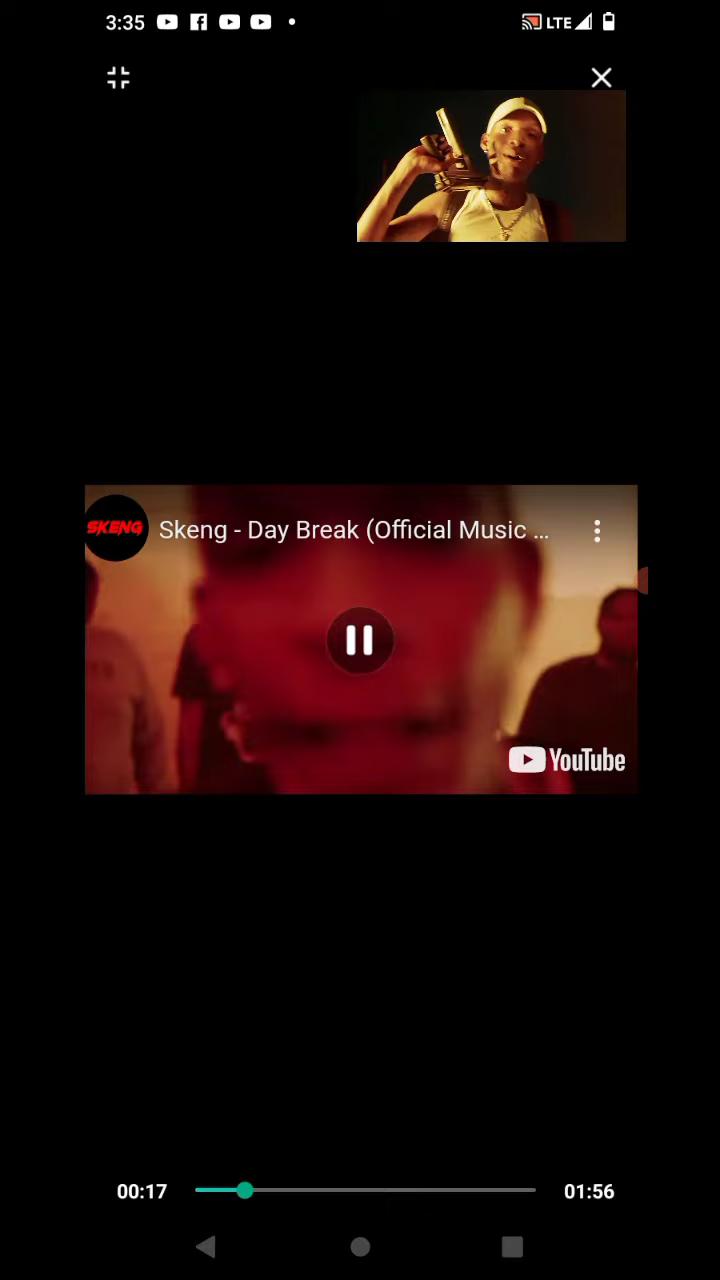 3:35
LTE
SKENG
Skeng - Day Break (Official Music ...
YouTube
00:17
01:56